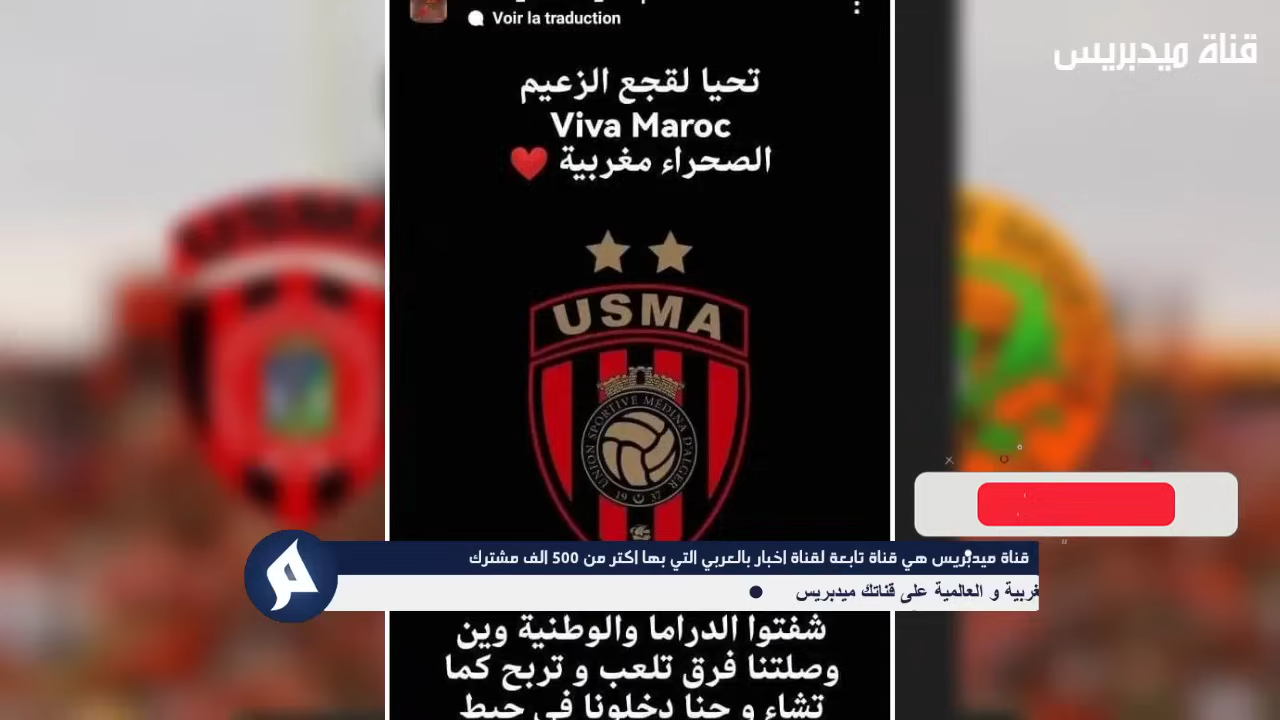 Voir la traduction
قناة ميدبريس
تحيا لقجع الزعيم
Viva Maroc
الصحراء مغربية ❤️
USMA
UNION SPORTIVE MEDINA D'ALGER
19 37
قناة ميدبريس هي قناة تابعة لقناة اخبار بالعربي التي بها اكتر من 500 الف مشترك
و العالمية على قناتك ميدبريس
شفتوا الدراما والوطنية وين
وصلتنا فرق تلعب و تربح كما
تشاء و حنا دخلونا في حيط